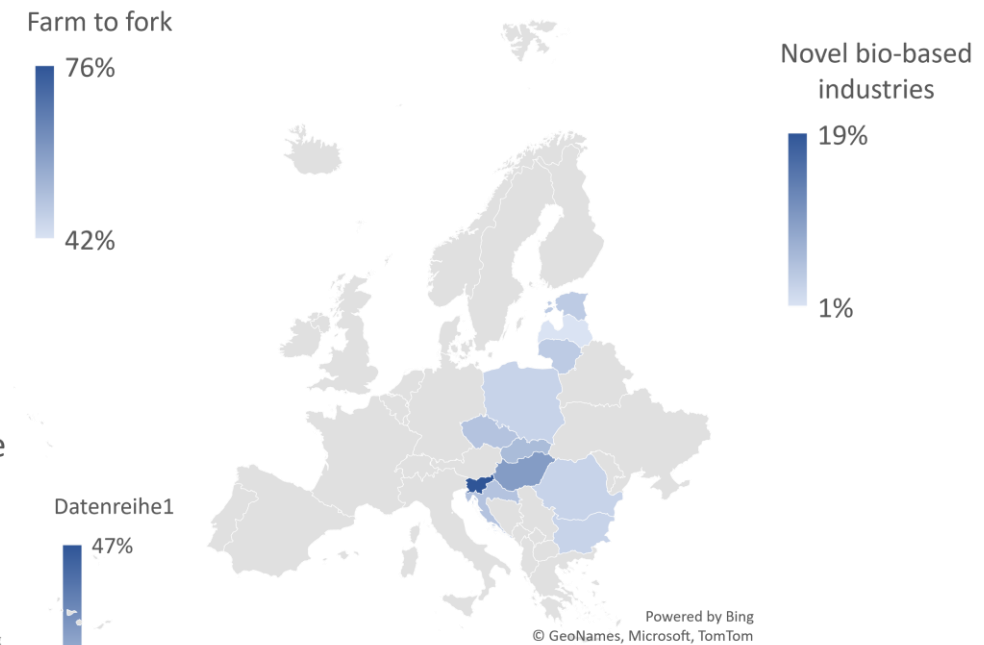 Farm to fork
76%
42%
Novel bio-based
industries
19%
1%
e
Datenreihe1
47%
Powered by Bing
© GeoNames, Microsoft, TomTom